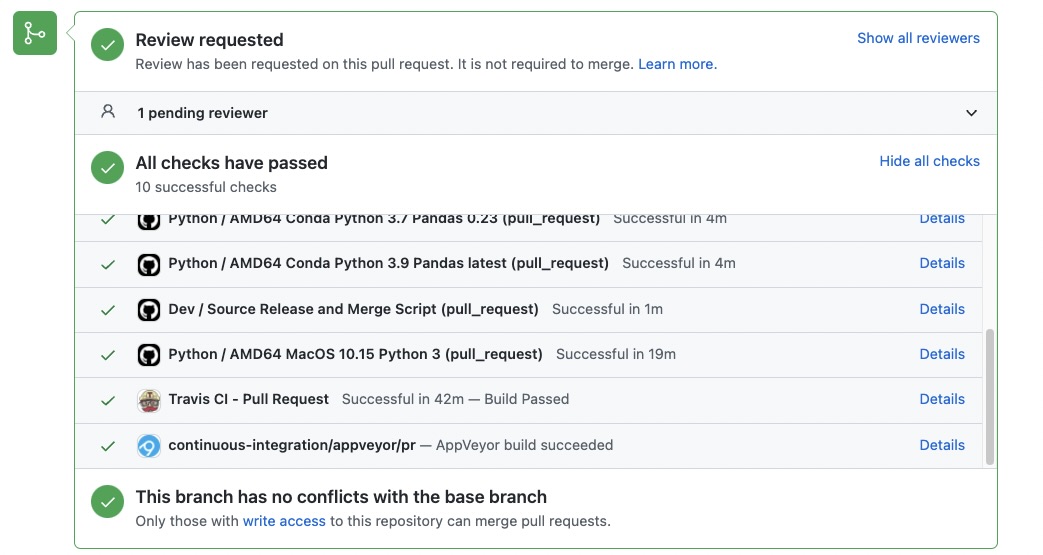 Review requested
Show all reviewers
Review has been requested on this pull request. It is not required to merge. Learn more.
1 pending reviewer
All checks have passed
Hide all checks
10 successful checks
Python / AMD64 Conda Python 3.7 Pandas 0.23 (pull_request) Successful in 4m Details
Python / AMD64 Conda Python 3.9 Pandas latest (pull_request) Successful in 4m Details
Dev / Source Release and Merge Script (pull_request) Successful in 1m Details
Python / AMD64 MacOS 10.15 Python 3 (pull_request) Successful in 19m Details
Travis CI - Pull Request Successful in 42m — Build Passed Details
continuous-integration/appveyor/pr — AppVeyor build succeeded Details
This branch has no conflicts with the base branch
Only those with write access to this repository can merge pull requests.